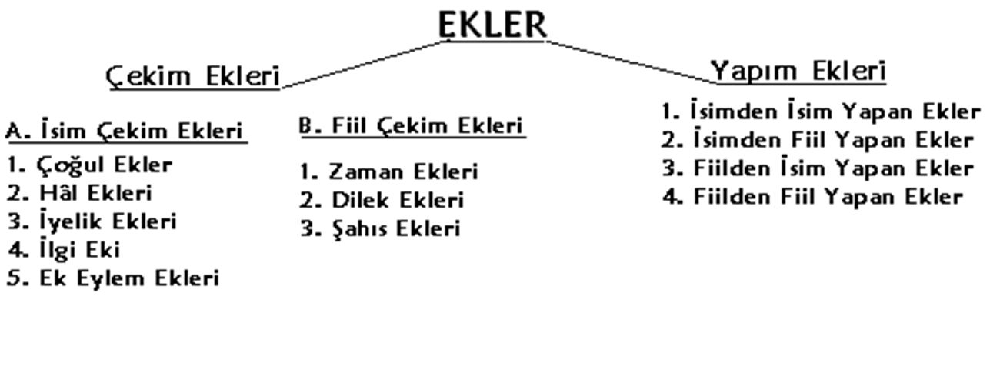 EKLER
Çekim Ekleri
A. İsim Çekim Ekleri
1. Çoğul Ekler
2. Hâl Ekleri
3. İyelik Ekleri
4. İlgi Eki
5. Ek Eylem Ekleri
B. Fiil Çekim Ekleri
1. Zaman Ekleri
2. Dilek Ekleri
3. Şahıs Ekleri
Yapım Ekleri
1. İsimden İsim Yapan Ekler
2. İsimden Fiil Yapan Ekler
3. Fiilden İsim Yapan Ekler
4. Fiilden Fiil Yapan Ekler